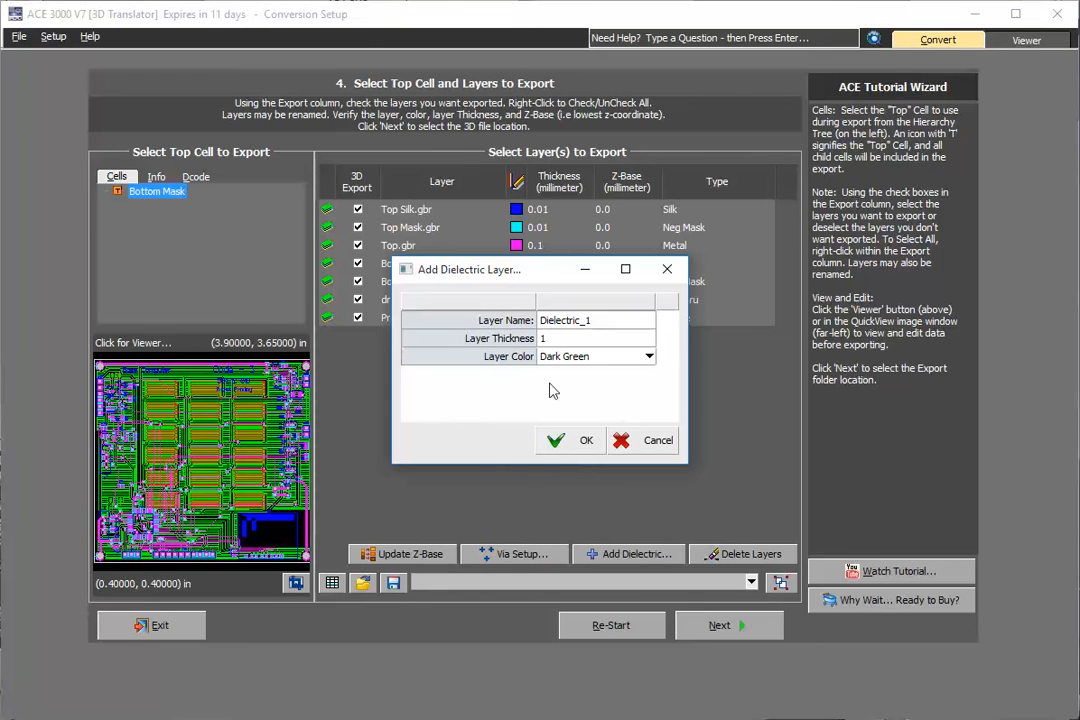 ACE 3000 V7 [3D Translator] Expires in 11 days - Conversion Setup
File Setup Help
Need Help? Type a Question - then Press Enter...
Convert
Viewer
4. Select Top Cell and Layers to Export
Using the Export column, check the layers you want exported. Right-Click to Check/UnCheck All.
Layers may be renamed. Verify the layer, color, layer Thickness, and Z-Base (i.e lowest z-coordinate).
Click 'Next' to select the 3D file location.
Select Top Cell to Export
Cells Info Dcode
T Bottom Mask
Click for Viewer... (3.90000, 3.65000) in
(0.40000, 0.40000) in
Select Layer(s) to Export
3D Export Layer Thickness (milimeter) Z-Base (milimeter) Type
Top Silk.gbr 0.01 0.0 Silk
Top Mask.gbr 0.01 0.0 Neg Mask
Top.gbr 0.1 0.0 Metal
Add Dielectric Layer...
Layer Name: Dielectric_1
Layer Thickness 1
Layer Color Dark Green
OK Cancel
Update Z-Base Via Setup... Add Dielectric... Delete Layers
Exit
Re-Start
Next
ACE Tutorial Wizard
Cells: Select the "Top" Cell to use
during export from the Hierarchy
Tree (on the left). An icon with 'T'
signifies the "Top" Cell, and all
child cells will be included in the
export.
Note: Using the check boxes in
the Export column, select the
layers you want to export or
deselect the layers you don't
want exported. To Select All,
right-click within the Export
column. Layers may also be
renamed.
View and Edit:
Click the 'Viewer' button (above)
or in the QuickView image window
(far-left) to view and edit data
before exporting.
Click 'Next' to select the Export
folder location.
You Tube Watch Tutorial...
Why Wait... Ready to Buy?